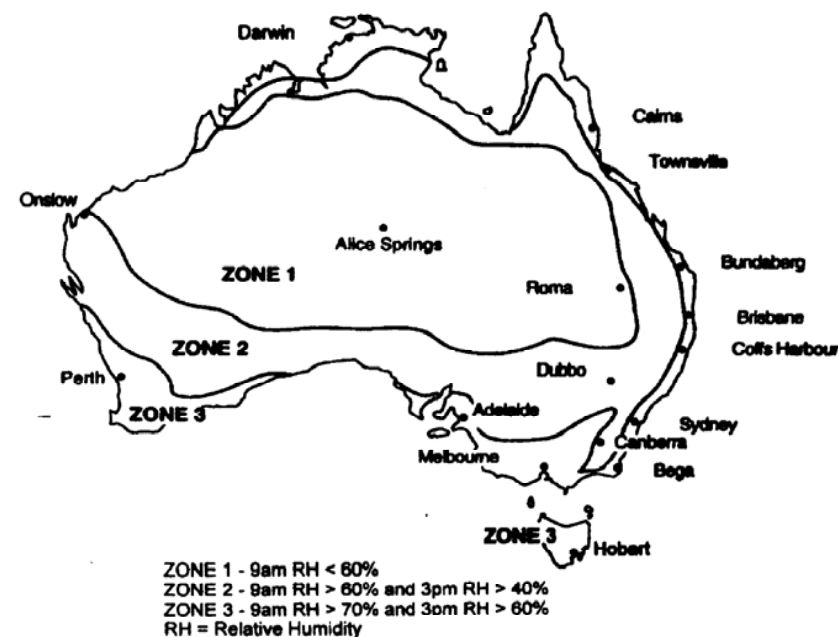 Darwin
Cairns
Townsville
Onslow
Alice Springs
ZONE 1
Roma
Bundaberg
Brisbane
Coffs Harbour
ZONE 2
Dubbo
Perth
ZONE 3
Adelaide
Sydney
Canberra
Melbourne
Bega
ZONE 3
Hobart
ZONE 1 - 9am RH < 60%
ZONE 2 - 9am RH > 60% and 3pm RH > 40%
ZONE 3 - 9am RH > 70% and 3pm RH > 60%
RH = Relative Humidity